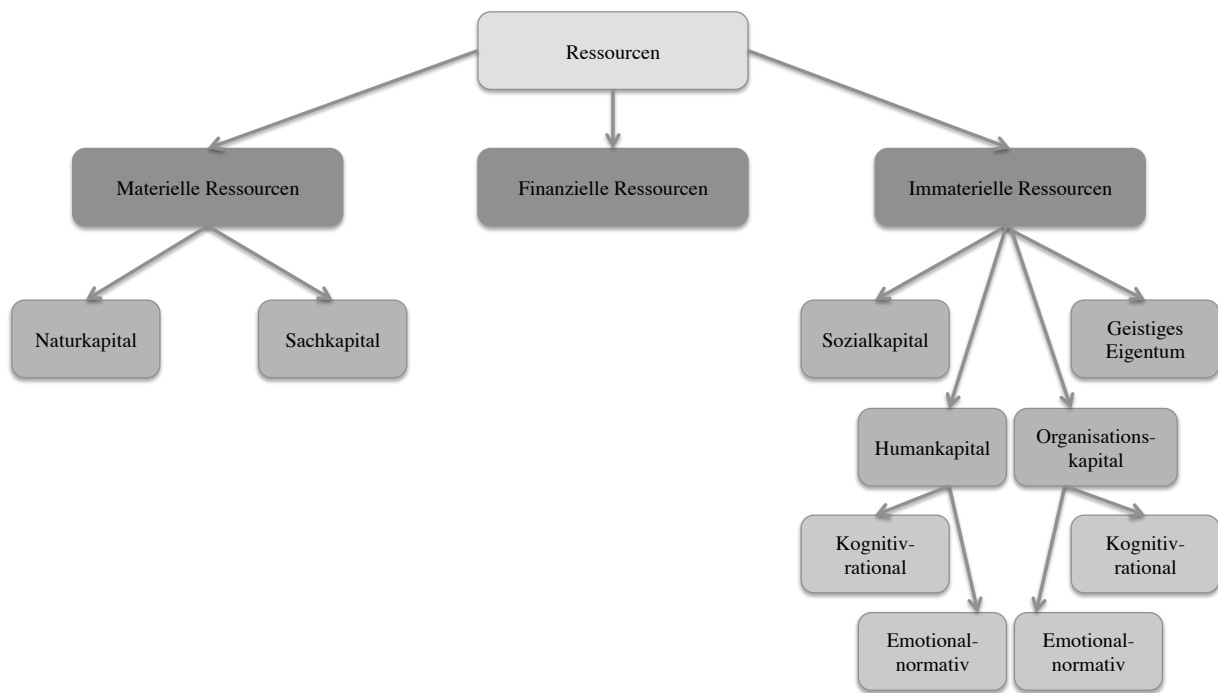 Ressourcen
Materielle Ressourcen
Finanzielle Ressourcen
Immaterielle Ressourcen
Naturkapital
Sachkapital
Sozialkapital
Geistiges
Eigentum
Humankapital
Organisations-
kapital
Kognitiv-
rational
Kognitiv-
rational
Emotional-
normativ
Emotional-
normativ